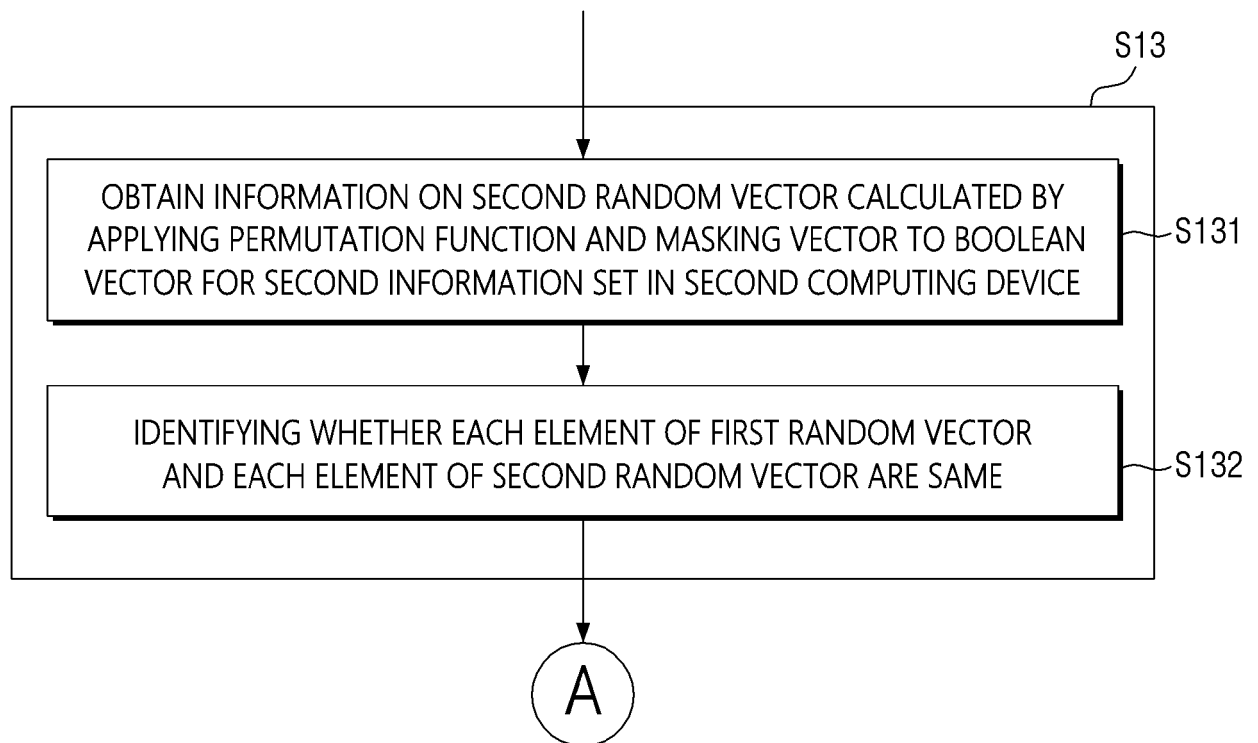 S13
OBTAIN INFORMATION ON SECOND RANDOM VECTOR CALCULATED BY
APPLYING PERMUTATION FUNCTION AND MASKING VECTOR TO BOOLEAN
VECTOR FOR SECOND INFORMATION SET IN SECOND COMPUTING DEVICE
S131
IDENTIFYING WHETHER EACH ELEMENT OF FIRST RANDOM VECTOR
AND EACH ELEMENT OF SECOND RANDOM VECTOR ARE SAME
S132
A